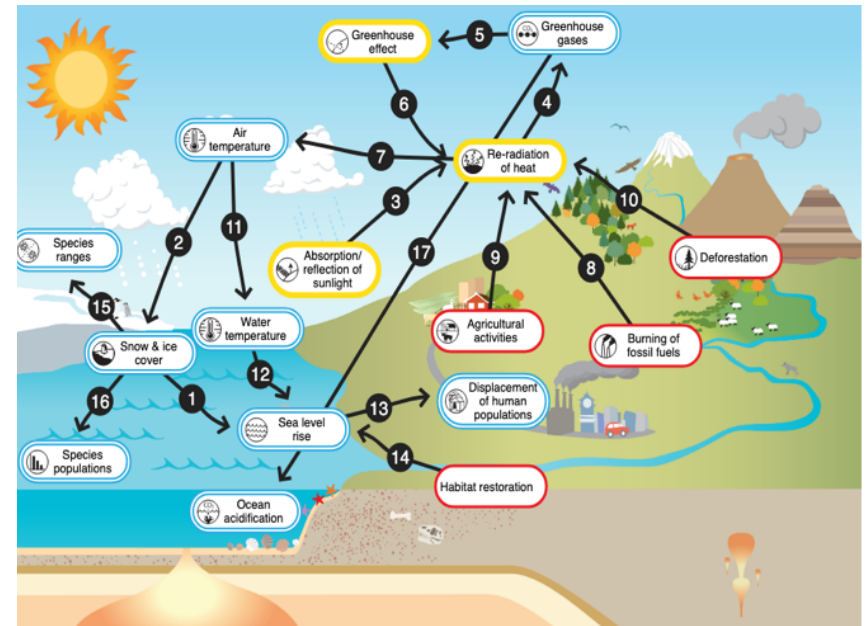 Greenhouse
effect
5
Greenhouse
gases
CO₂
6
4
Air
temperature
7
Re-radiation
of heat
3
10
2
11
17
Species
ranges
Absorption/
reflection of
sunlight
9
8
Deforestation
15
Snow & ice
cover
Water
temperature
Agricultural
activities
Burning of
fossil fuels
12
16
1
13
Displacement
of human
populations
Sea level
rise
Species
populations
14
Habitat restoration
CO₂
Ocean
acidification